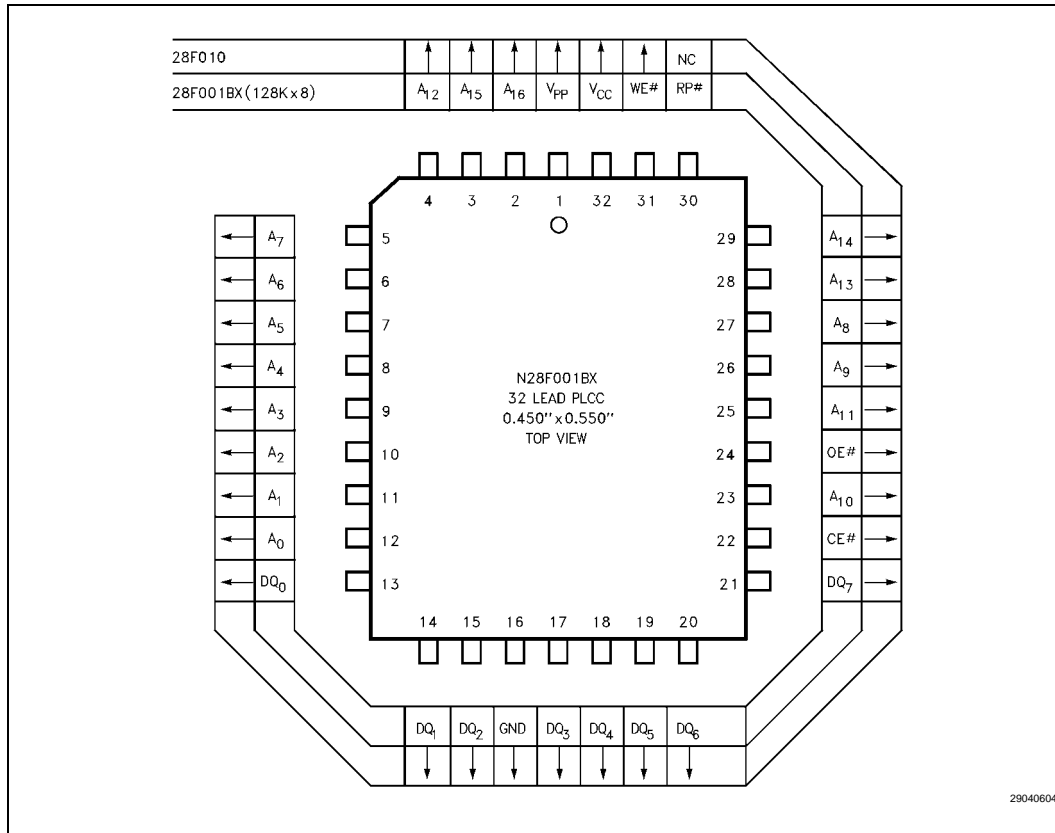 28F010 NC
28F001BX(128Kx8) A12 A15 A16 VPP VCC WE# RP#
4 3 2 1 32 31 30
A7 5 29 A14
A6 6 28 A13
A5 7 27 A8
A4 8 26 A9
A3 9 25 A11
A2 10 24 OE#
A1 11 23 A10
A0 12 22 CE#
DQ0 13 21 DQ7
N28F001BX
32 LEAD PLCC
0.450" x 0.550"
TOP VIEW
14 15 16 17 18 19 20
DQ1 DQ2 GND DQ3 DQ4 DQ5 DQ6
29040604